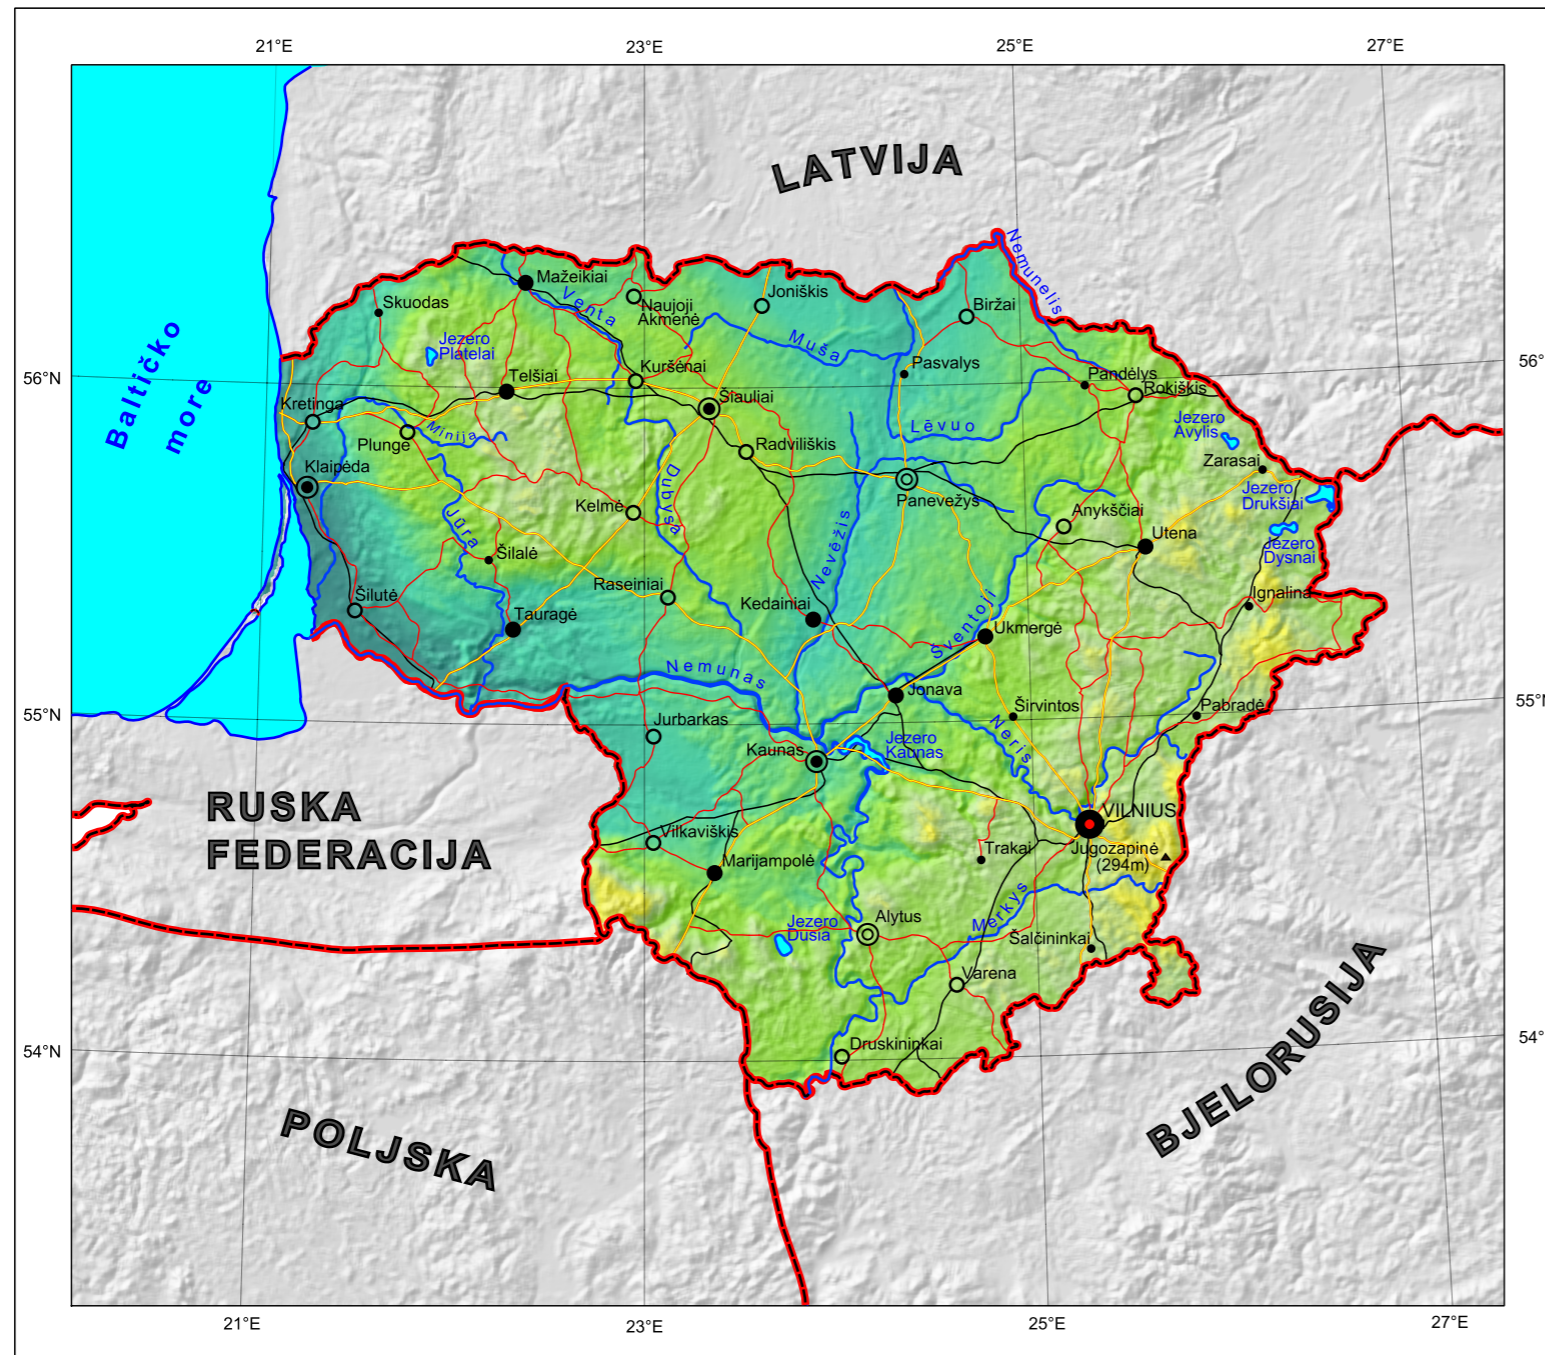 21°E
23°E
25°E
27°E
LATVIJA
Nemunelis
Mažeikiai
Venta
Skuodas
Naujoji
Akmenė
Joniškis
Biržai
Jezero
Platelai
Muša
Pasvalys
56°N
56°
Telšiai
Kuršėnai
Pandėlys
Rokiškis
Baltičko
more
Kretinga
Šiauliai
Jezero
Avylis
Plunge
Minija
Radviliškis
Lēvuo
Klaipėda
Zarasai
Dubysa
Panevežys
Jezero
Drukšiai
Kelmė
Anykščiai
Jūra
Nevėžis
Utena
Jezero
Dysnai
Šilalė
Šilutė
Raseiniai
Kedainiai
Ignalina
Tauragė
Šventoji
Ukmergė
Nemunas
Jonava
Širvintos
Pabradė
55°N
55°N
Jurbarkas
Neris
Kaunas
Jezero
Kaunas
RUSKA
FEDERACIJA
VILNIUS
Vilkaviškis
Trakai
Jugozapinė
(294m)
Marijampolė
Merkys
Jezero
Dusia
Alytus
Šalčininkai
Varena
BJELORUSIJA
Druskininkai
54°N
54°
POLJSKA
21°E
23°E
25°E
27°E